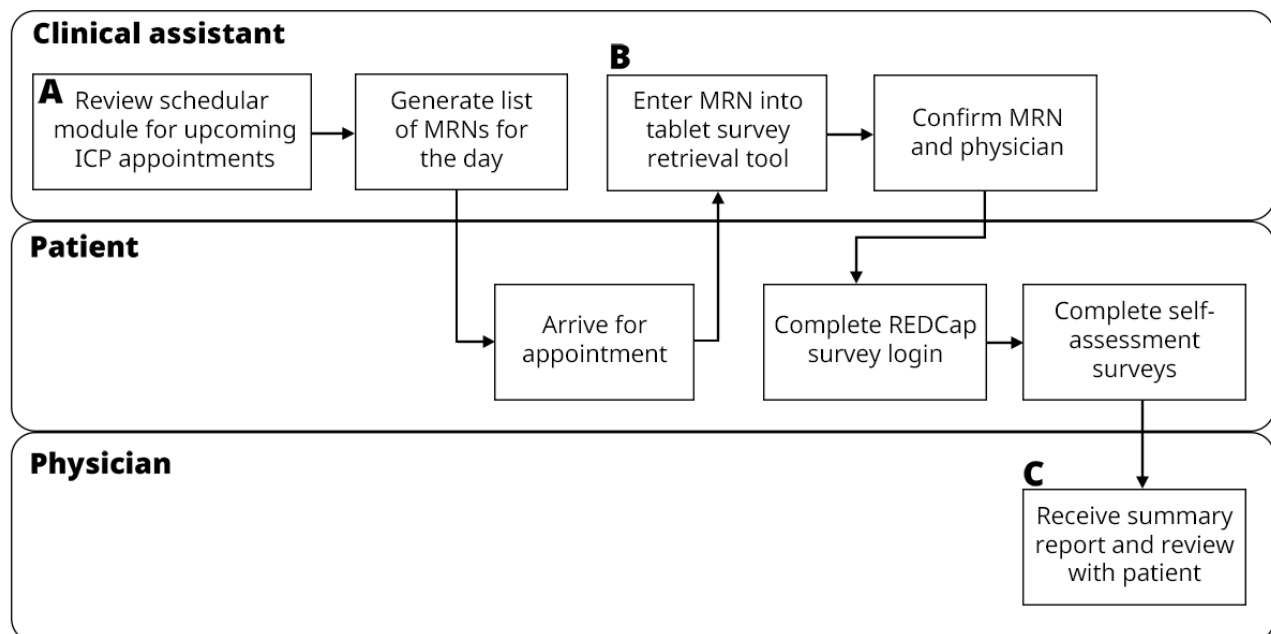 Clinical assistant
A
Review schedular
module for upcoming
ICP appointments
Generate list
of MRNs for
the day
B
Enter MRN into
tablet survey
retrieval tool
Confirm MRN
and physician
Patient
Arrive for
appointment
Complete REDCap
survey login
Complete self-
assessment
surveys
Physician
C
Receive summary
report and review
with patient